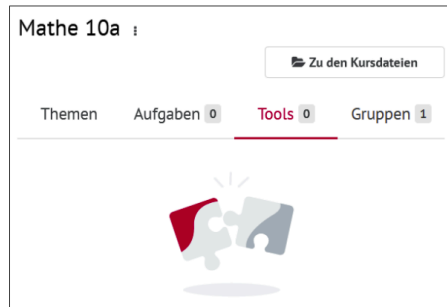 Mathe 10a
Zu den Kursdateien
Themen Aufgaben 0 Tools 0 Gruppen 1